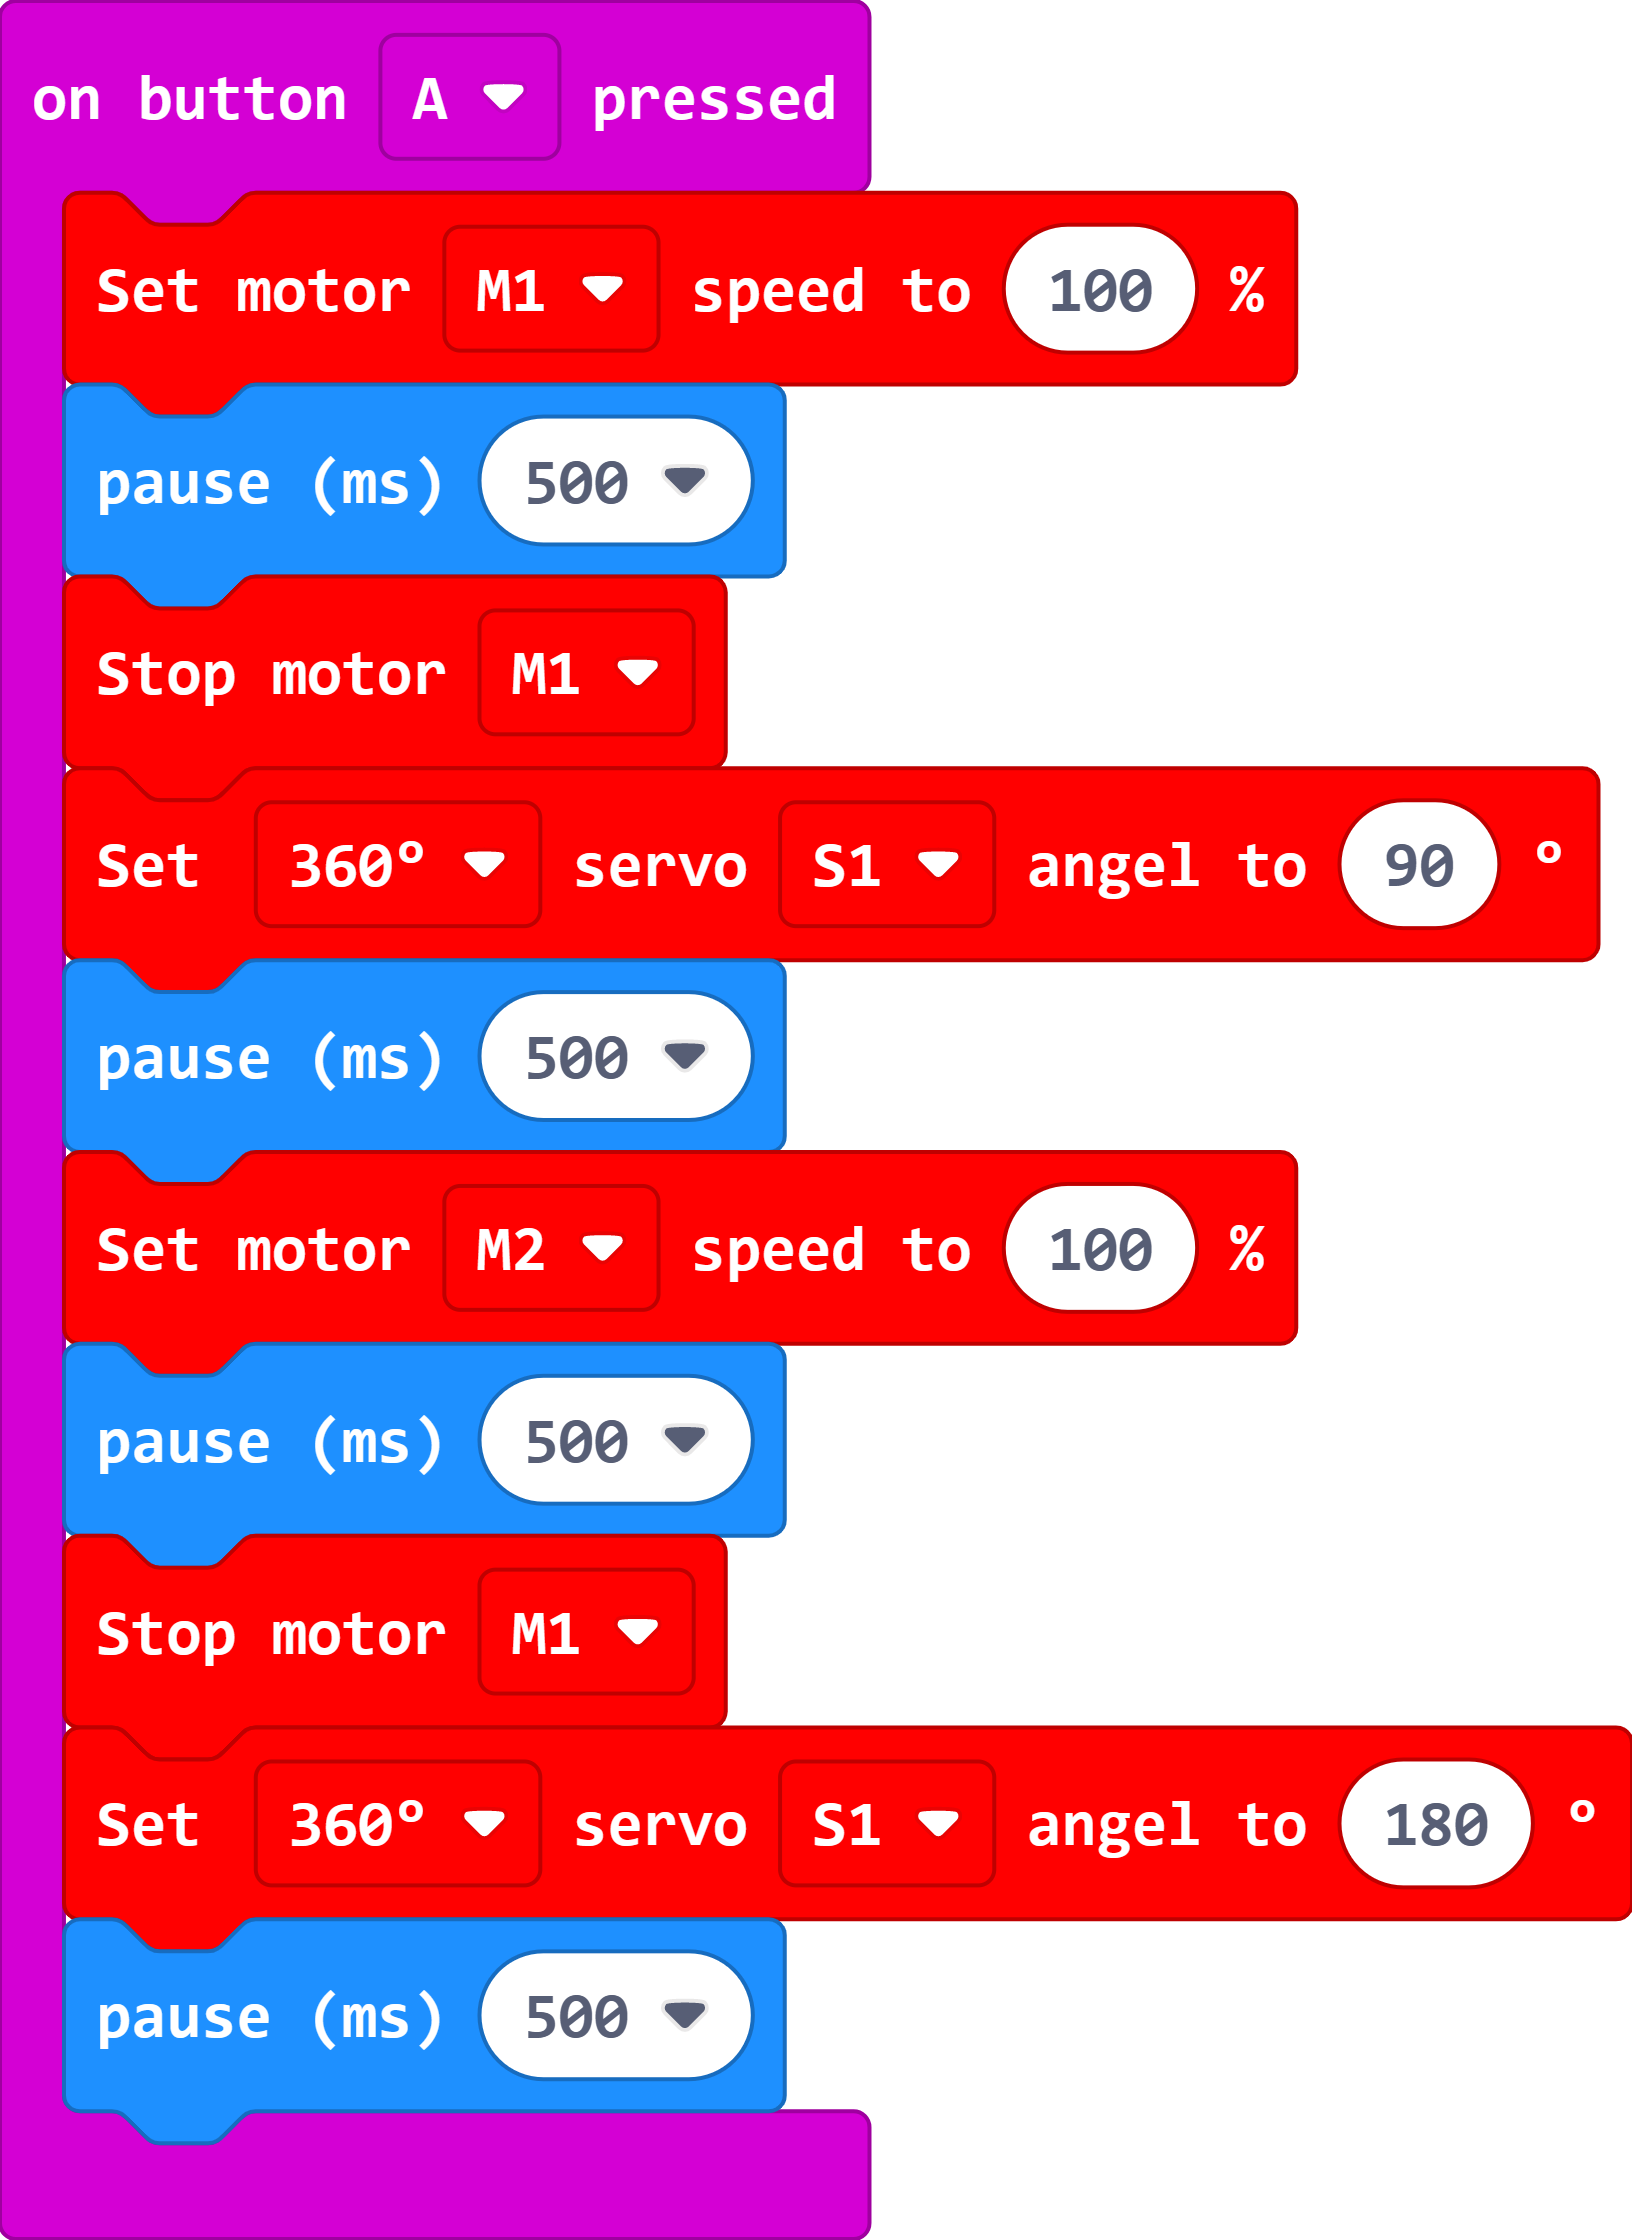 on button A pressed
Set motor M1 speed to 100 %
pause (ms) 500
Stop motor M1
Set 360° servo S1 angel to 90 °
pause (ms) 500
Set motor M2 speed to 100 %
pause (ms) 500
Stop motor M1
Set 360° servo S1 angel to 180 °
pause (ms) 500